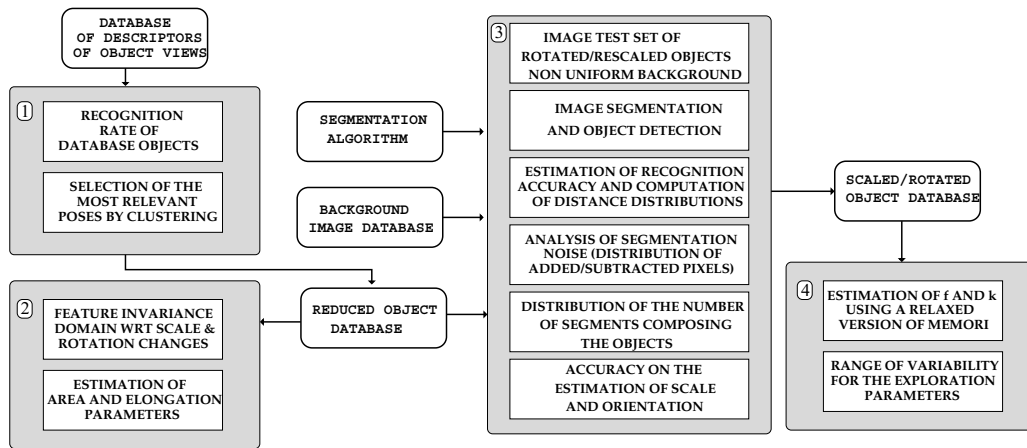 DATABASE
OF DESCRIPTORS
OF OBJECT VIEWS
1
RECOGNITION
RATE OF
DATABASE OBJECTS
SELECTION OF THE
MOST RELEVANT
POSES BY CLUSTERING
2
FEATURE INVARIANCE
DOMAIN WRT SCALE &
ROTATION CHANGES
ESTIMATION OF
AREA AND ELONGATION
PARAMETERS
SEGMENTATION
ALGORITHM
BACKGROUND
IMAGE DATABASE
REDUCED OBJECT
DATABASE
3
IMAGE TEST SET OF
ROTATED/RESCALED OBJECTS
NON UNIFORM BACKGROUND
IMAGE SEGMENTATION
AND OBJECT DETECTION
ESTIMATION OF RECOGNITION
ACCURACY AND COMPUTATION
OF DISTANCE DISTRIBUTIONS
ANALYSIS OF SEGMENTATION
NOISE (DISTRIBUTION OF
ADDED/SUBTRACTED PIXELS)
DISTRIBUTION OF THE NUMBER
OF SEGMENTS COMPOSING
THE OBJECTS
ACCURACY ON THE
ESTIMATION OF SCALE
AND ORIENTATION
SCALED/ROTATED
OBJECT DATABASE
4
ESTIMATION OF f AND k
USING A RELAXED
VERSION OF MEMORI
RANGE OF VARIABILITY
FOR THE EXPLORATION
PARAMETERS